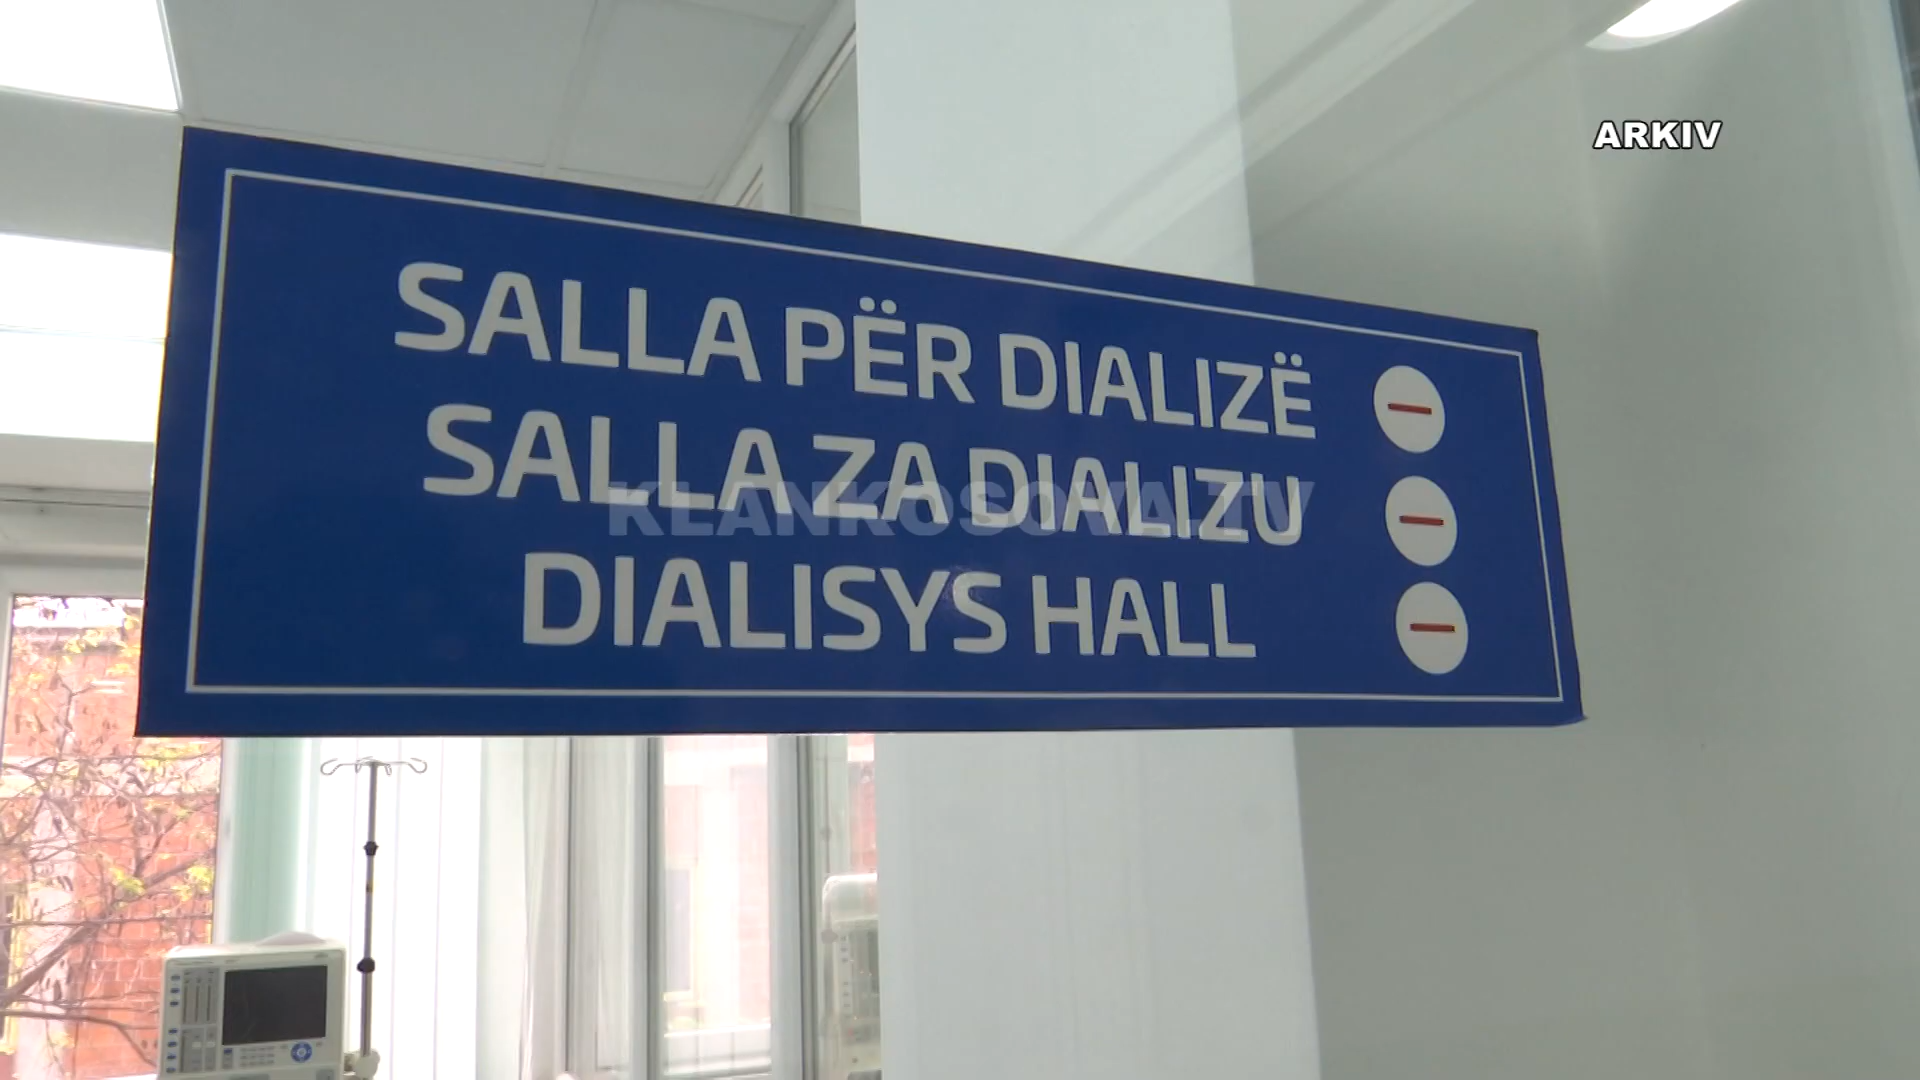 ARKIV
SALLA PËR DIALIZË
SALLA ZA DIALIZU
KLANKOSOVA.TV
DIALISYS HALL